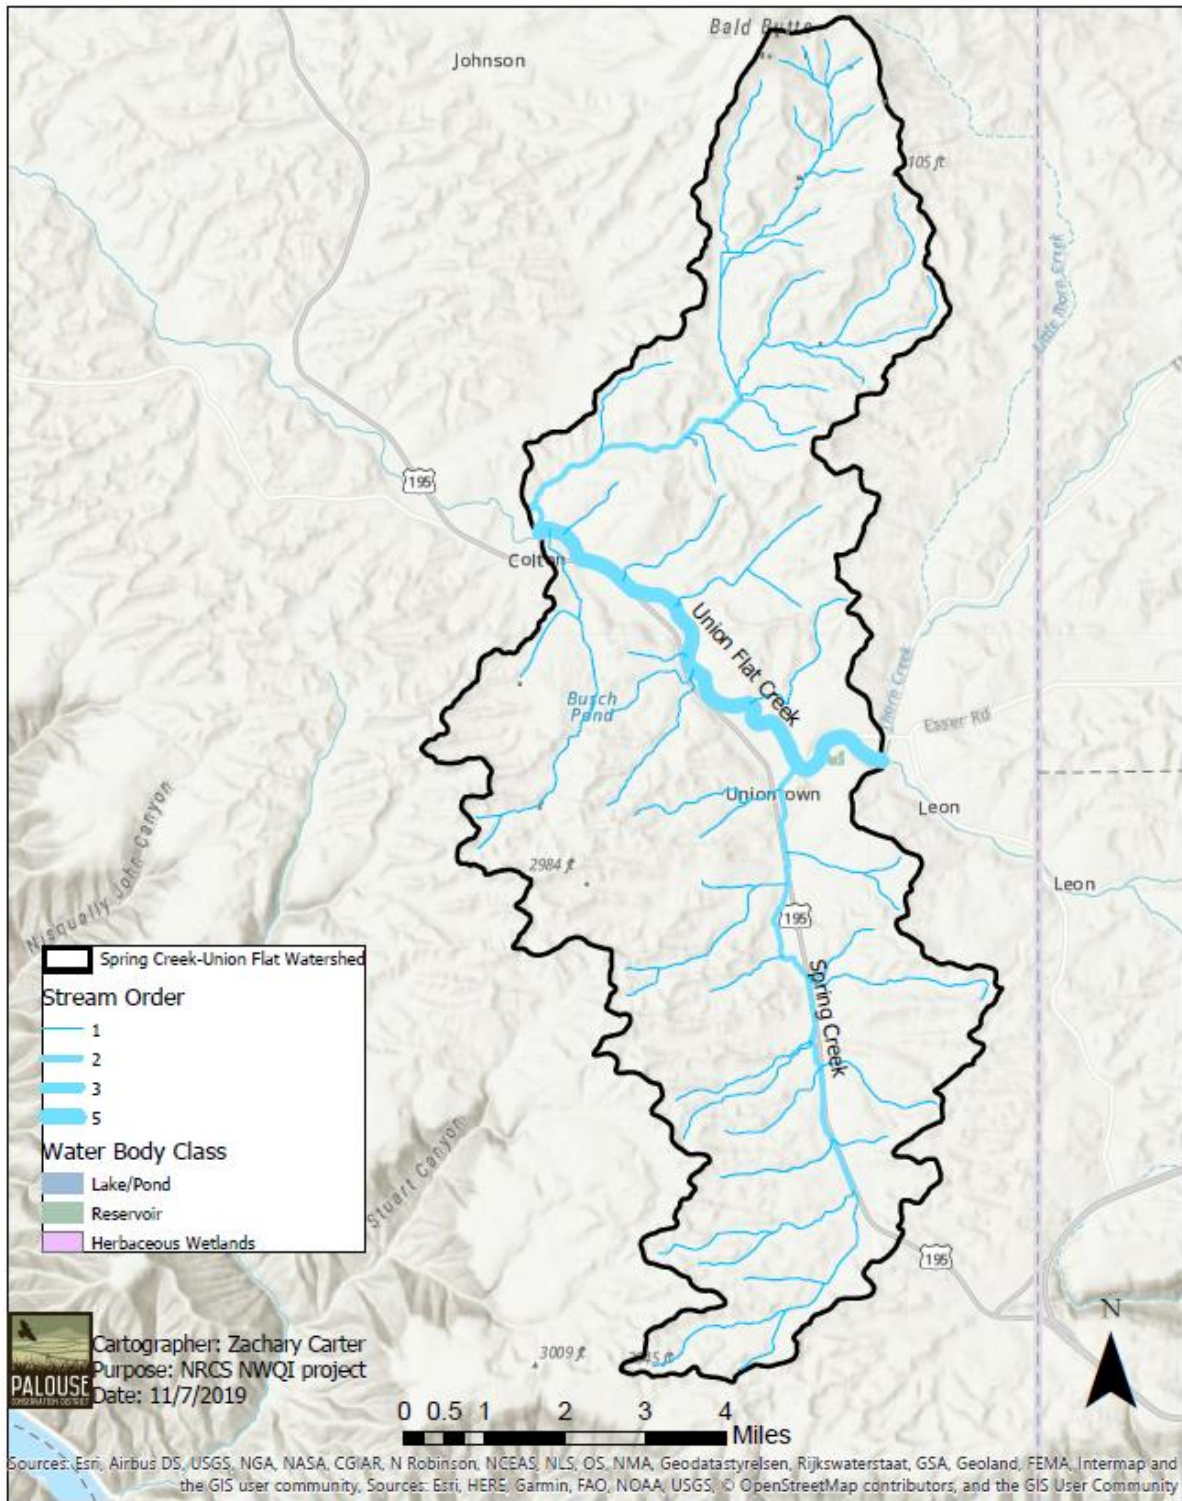 Bald Bytte
Johnson
105 ft
Little Morn Creek
195
Colton
Union Flat Creek
Thorn Creek
Busch
Pond
Esser Rd
Uniontown
Leon
Leon
2984 ft
Nisqually John Canyon
195
Spring Creek
Spring Creek-Union Flat Watershed
Stream Order
1
2
3
5
Water Body Class
Lake/Pond
Reservoir
Herbaceous Wetlands
Stuart Canyon
195
N
Cartographer: Zachary Carter
Purpose: NRCS NWQI project
Date: 11/7/2019
PALOUSE
CONSERVATION DISTRICT
3009 ft
0 0.5 1 2 3 4
Miles
Sources: Esri, Airbus DS, USGS, NGA, NASA, CGIAR, N Robinson, NCEAS, NLS, OS, NMA, Geodatastyrelsen, Rijkswaterstaat, GSA, Geoland, FEMA, Intermap and
the GIS user community, Sources: Esri, HERE, Garmin, FAO, NOAA, USGS, © OpenStreetMap contributors, and the GIS User Community